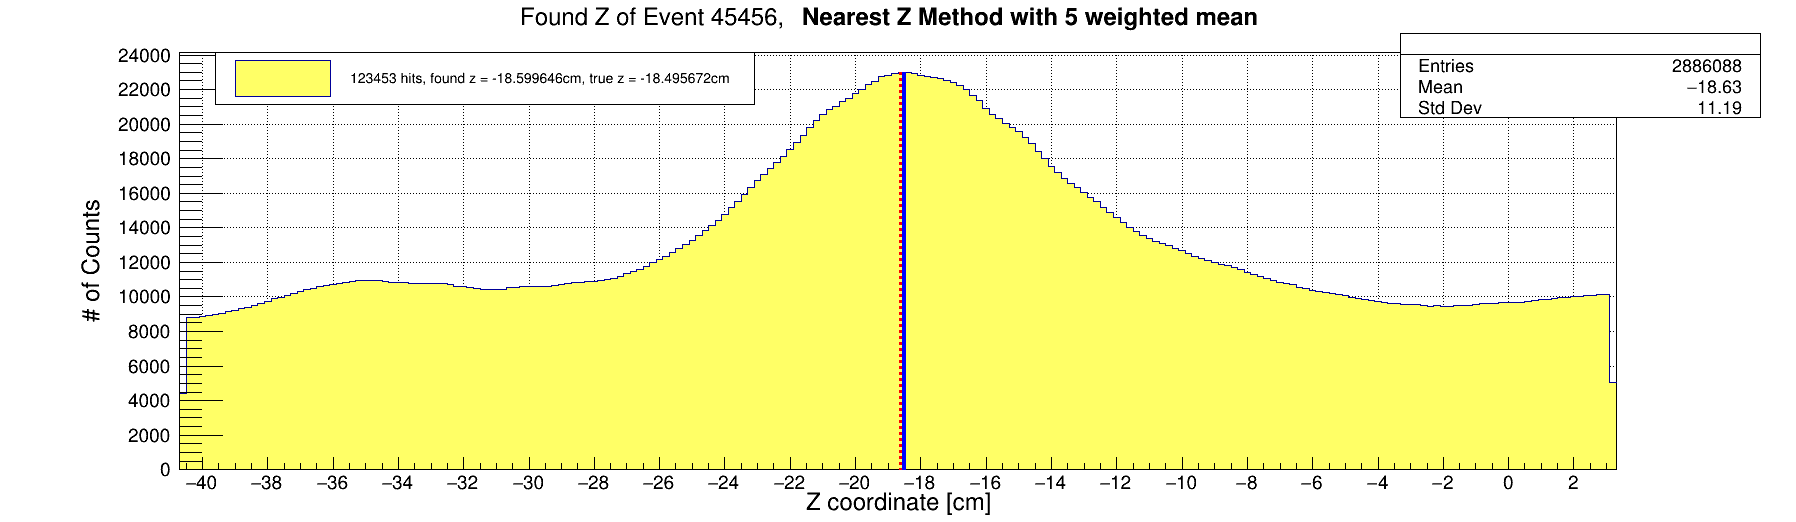 Found Z of Event 45456, Nearest Z Method with 5 weighted mean
123453 hits, found z = -18.599646cm, true z = -18.495672cm
Entries 2886088
Mean −18.63
Std Dev 11.19
# of Counts
24000
22000
20000
18000
16000
14000
12000
10000
8000
6000
4000
2000
0
−40 −38 −36 −34 −32 −30 −28 −26 −24 −22 −20 −18 −16 −14 −12 −10 −8 −6 −4 −2 0 2
Z coordinate [cm]